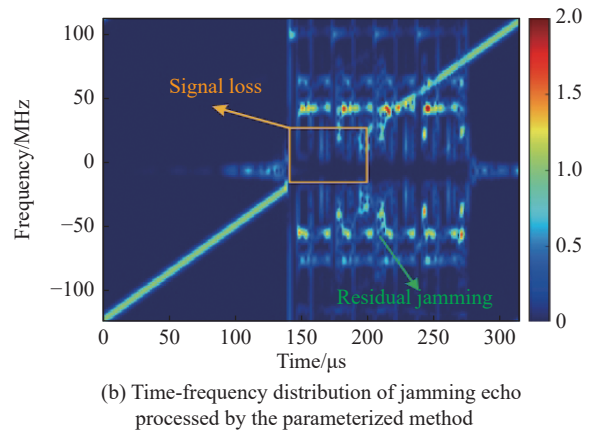 100
50
0
−50
−100
Frequency/MHz
Signal loss
Residual jamming
0
50
100
150
200
250
300
Time/μs
2.0
1.5
1.0
0.5
0
(b) Time-frequency distribution of jamming echo
processed by the parameterized method